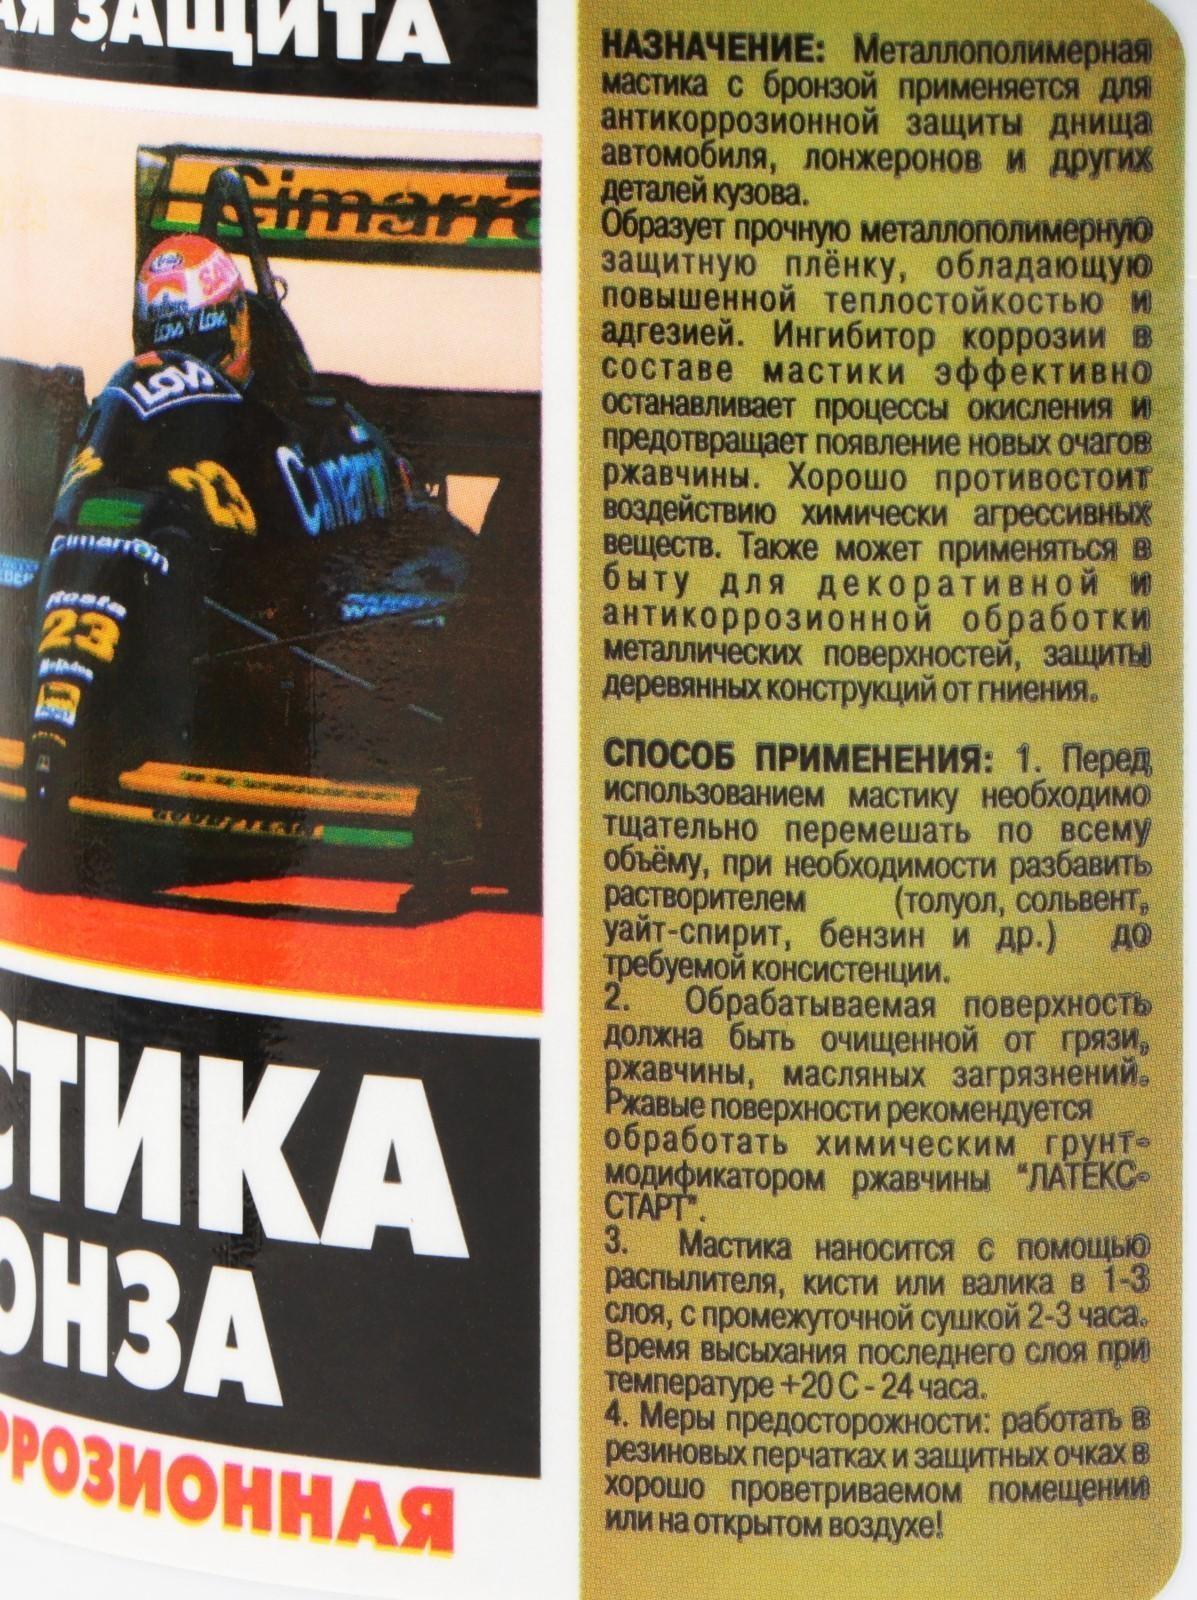 АЯ ЗАЩИТА
Cimarro
LOVS
23
Cimarron
Cimarron
23
СТИКА
ОНЗА
РРОЗИОННАЯ
НАЗНАЧЕНИЕ: Металлополимерная
мастика с бронзой применяется для
антикоррозионной защиты днища
автомобиля, лонжеронов и других
деталей кузова.
Образует прочную металлополимерную
защитную плёнку, обладающую
повышенной теплостойкостью и
адгезией. Ингибитор коррозии в
составе мастики эффективно
останавливает процессы окисления и
предотвращает появление новых очагов
ржавчины. Хорошо противостоит
воздействию химически агрессивных
веществ. Также может применяться в
быту для декоративной и
антикоррозионной обработки
металлических поверхностей, защиты
деревянных конструкций от гниения.
СПОСОБ ПРИМЕНЕНИЯ: 1. Перед
использованием мастику необходимо
тщательно перемешать по всему
объёму, при необходимости разбавить
растворителем (толуол, сольвент,
уайт-спирит, бензин и др.) до
требуемой консистенции.
2. Обрабатываемая поверхность
должна быть очищенной от грязи,
ржавчины, масляных загрязнений.
Ржавые поверхности рекомендуется
обработать химическим грунт-
модификатором ржавчины "ЛАТЕКС-
СТАРТ".
3. Мастика наносится с помощью
распылителя, кисти или валика в 1-3
слоя, с промежуточной сушкой 2-3 часа.
Время высыхания последнего слоя при
температуре +20 С - 24 часа.
4. Меры предосторожности: работать в
резиновых перчатках и защитных очках в
хорошо проветриваемом помещении
или на открытом воздухе!